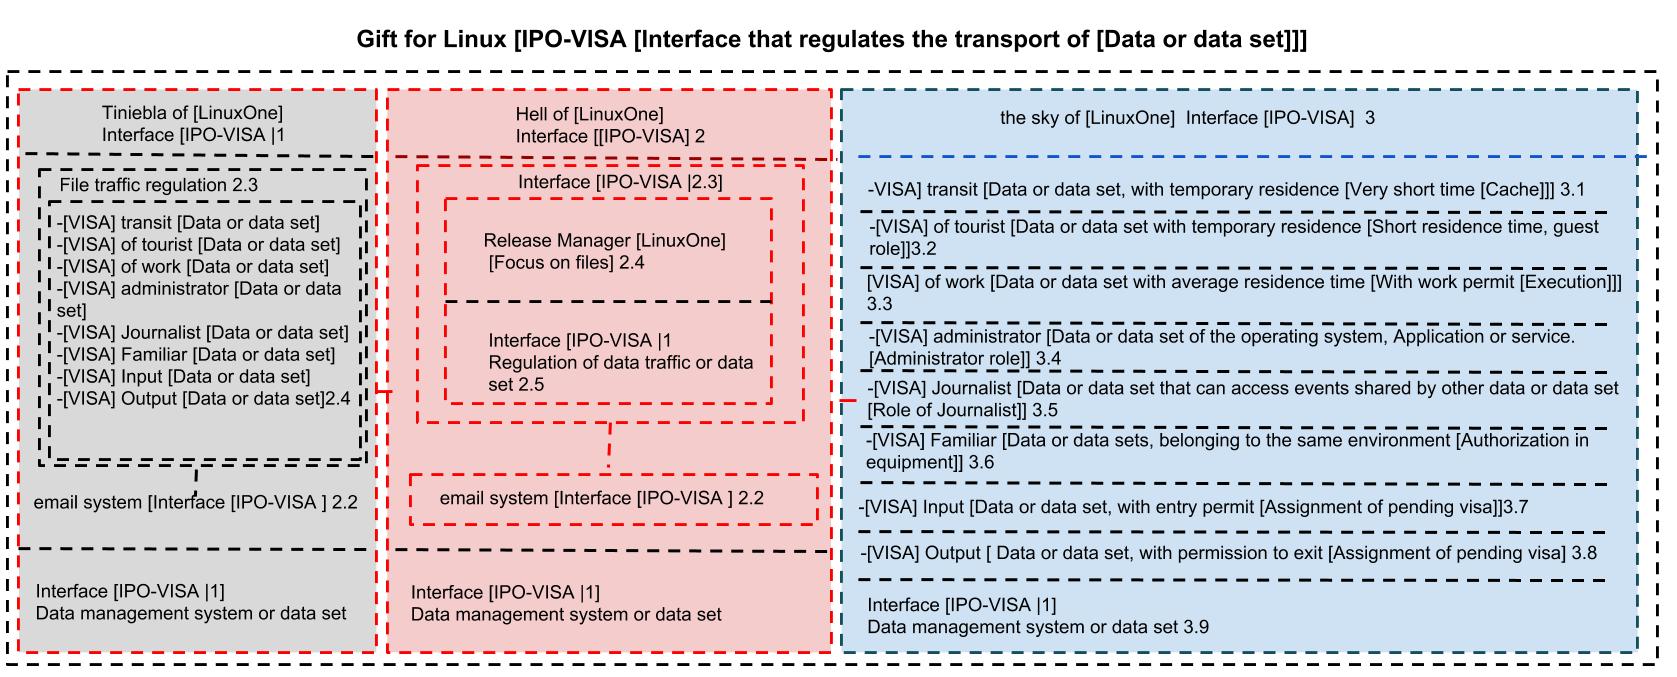 Gift for Linux [IPO-VISA [Interface that regulates the transport of [Data or data set]]]
Tiniebla of [LinuxOne]
Interface [IPO-VISA |1
File traffic regulation 2.3
-[VISA] transit [Data or data set]
-[VISA] of tourist [Data or data set]
-[VISA] of work [Data or data set]
-[VISA] administrator [Data or data
set]
-[VISA] Journalist [Data or data set]
-[VISA] Familiar [Data or data set]
-[VISA] Input [Data or data set]
-[VISA] Output [Data or data set]2.4
email system [Interface [IPO-VISA ] 2.2
Interface [IPO-VISA |1]
Data management system or data set
Hell of [LinuxOne]
Interface [[IPO-VISA] 2
Interface [IPO-VISA |2.3]
Release Manager [LinuxOne]
[Focus on files] 2.4
Interface [IPO-VISA |1
Regulation of data traffic or data
set 2.5
email system [Interface [IPO-VISA ] 2.2
Interface [IPO-VISA |1]
Data management system or data set
the sky of [LinuxOne]  Interface [IPO-VISA]  3
-VISA] transit [Data or data set, with temporary residence [Very short time [Cache]]] 3.1
-[VISA] of tourist [Data or data set with temporary residence [Short residence time, guest
role]]3.2
[VISA] of work [Data or data set with average residence time [With work permit [Execution]]]
3.3
-[VISA] administrator [Data or data set of the operating system, Application or service.
[Administrator role]] 3.4
-[VISA] Journalist [Data or data set that can access events shared by other data or data set
[Role of Journalist]] 3.5
-[VISA] Familiar [Data or data sets, belonging to the same environment [Authorization in
equipment]] 3.6
-[VISA] Input [Data or data set, with entry permit [Assignment of pending visa]]3.7
-[VISA] Output [ Data or data set, with permission to exit [Assignment of pending visa] 3.8
Interface [IPO-VISA |1]
Data management system or data set 3.9